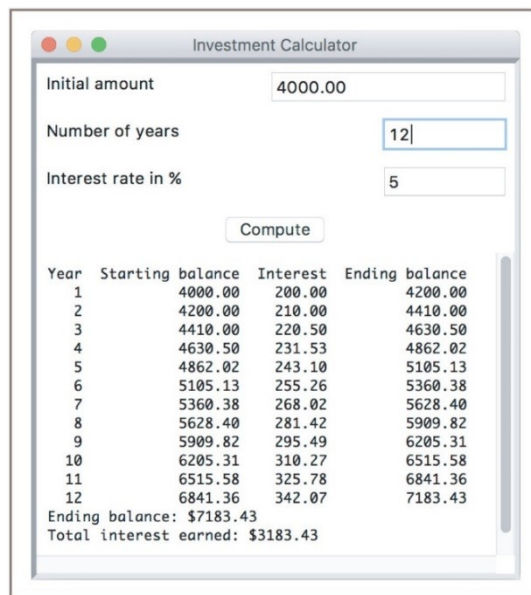 Investment Calculator
Initial amount 4000.00
Number of years 12
Interest rate in % 5
Compute
Year Starting balance Interest Ending balance
1 4000.00 200.00 4200.00
2 4200.00 210.00 4410.00
3 4410.00 220.50 4630.50
4 4630.50 231.53 4862.02
5 4862.02 243.10 5105.13
6 5105.13 255.26 5360.38
7 5360.38 268.02 5628.40
8 5628.40 281.42 5909.82
9 5909.82 295.49 6205.31
10 6205.31 310.27 6515.58
11 6515.58 325.78 6841.36
12 6841.36 342.07 7183.43
Ending balance: $7183.43
Total interest earned: $3183.43